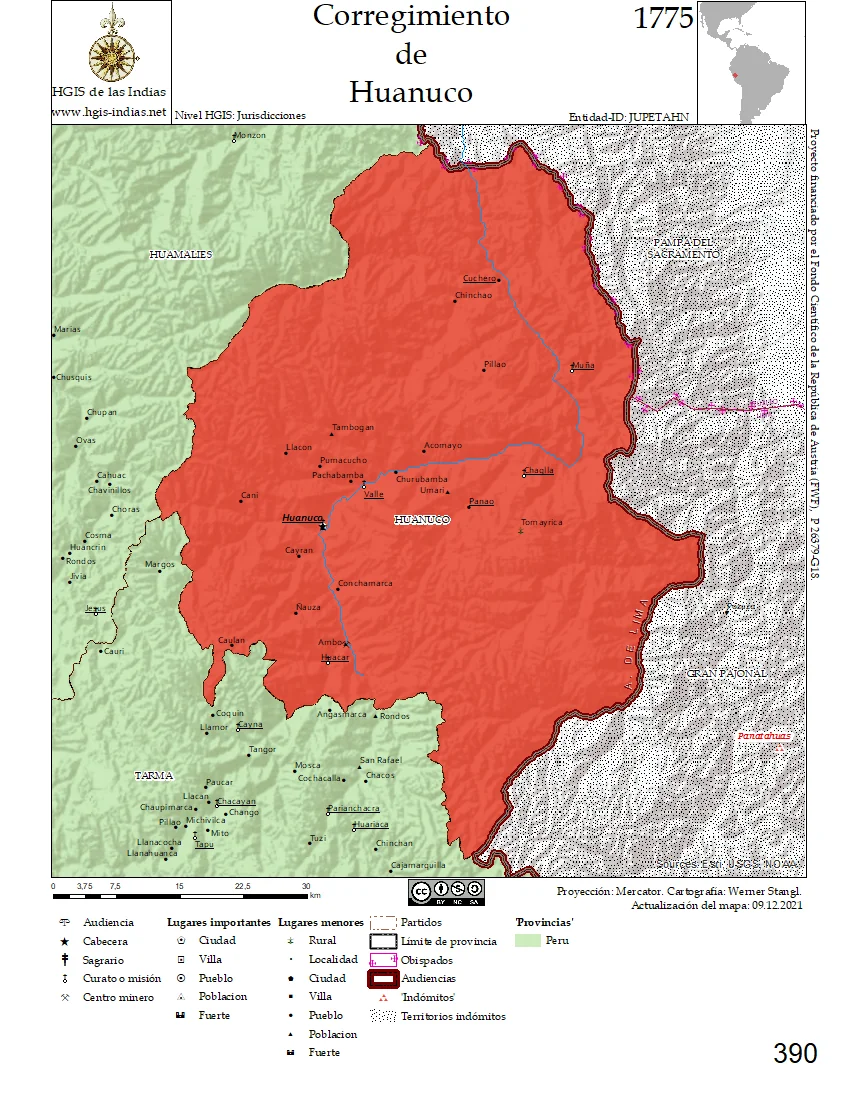 Corregimiento
de
Huanuco
1775
HGIS de las Indias
www.hgis-indias.net
Nivel HGIS: Jurisdicciones
Entidad-ID: JUPETAHN
Proyecto financiado por el Fondo Científico de la República de Austria (FWF), P 26379-G18.
Monzon
HUAMALIES
PAMPA DEL
SACRAMENTO
Cuchero
Chinchao
Marias
Pillao
Muña
Chusquis
Chupan
Tambogan
Ovas
Llacon
Acomayo
Pumacucho
Cahuac
Pachabamba
Churubamba
Chaglla
Chavinillos
Valle
Umari
Cani
Panao
Choras
Huanuco
HUANUCO
Tomayrica
Cosma
Huancrin
Cayran
Rondos
Margos
Jivia
Conchamarca
Jesus
Ñauza
A. DE LIMA
Caulan
Ambo
Cauri
Huacar
GRAN PAJONAL
Coquin
Angasmarca
Rondos
Llamor
Cayna
Panatahuas
Tangor
San Rafael
Mosca
TARMA
Cochacalla
Chacos
Paucar
Llacan
Chacayan
Chaupimarca
Chango
Parianchacra
Pillao
Michivilca
Huariaca
Mito
Llanacocha
Tapu
Tuzi
Chinchan
Llanahuanca
Cajamarquilla
Sources: Esri, USGS, NOAA
0 3,75 7,5 15 22,5 30
km
CC BY NC SA
Proyección: Mercator. Cartografía: Werner Stangl.
Actualización del mapa: 09.12.2021
Audiencia
Cabecera
Sagrario
Curato o misión
Centro minero
Lugares importantes
Ciudad
Villa
Pueblo
Poblacion
Fuerte
Lugares menores
Rural
Localidad
Ciudad
Villa
Pueblo
Poblacion
Fuerte
Partidos
Límite de provincia
Obispados
Audiencias
'Indómitos'
Territorios indómitos
'Provincias'
Peru
390